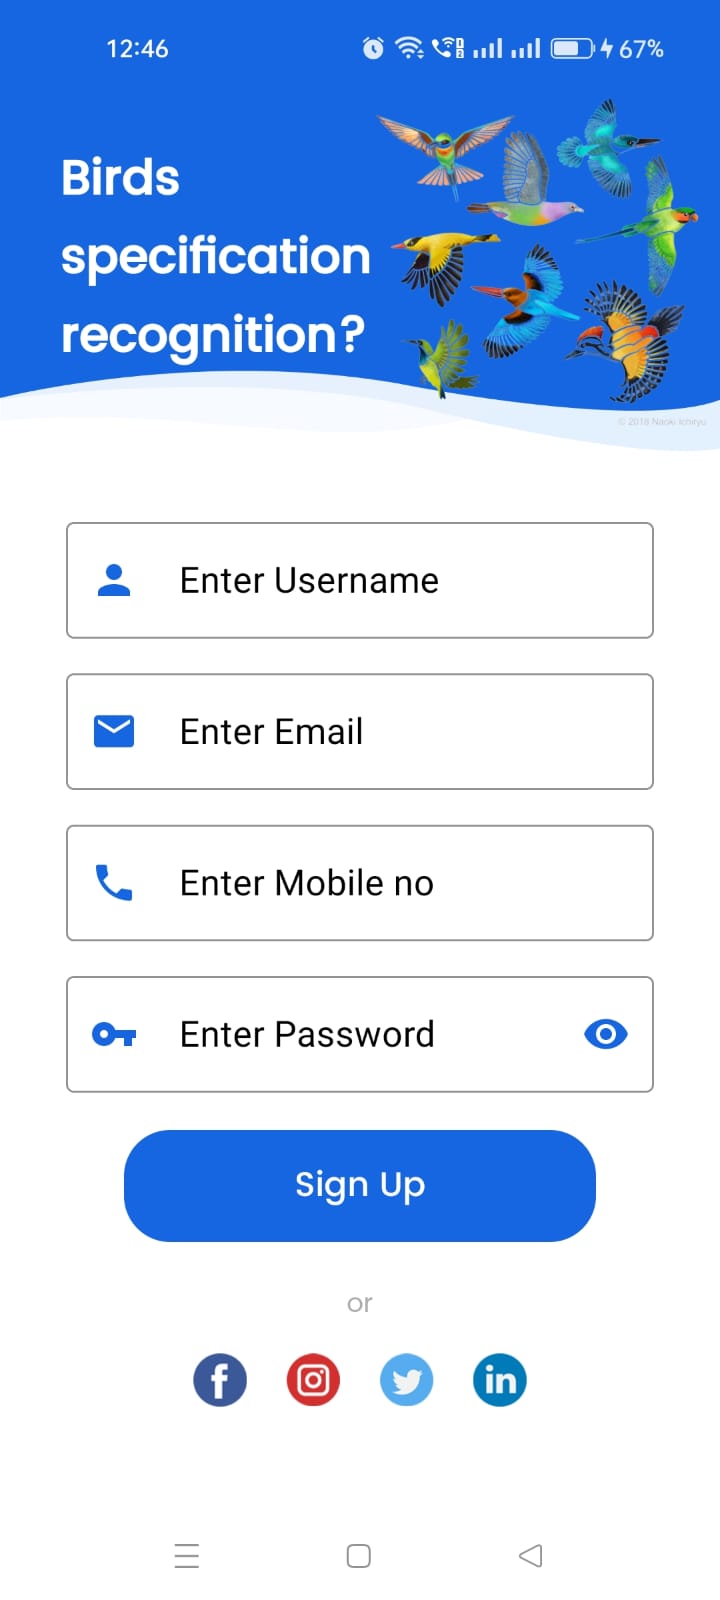 12:46
67%
Birds
specification
recognition?
© 2018 Naoki Ichiryu
Enter Username
Enter Email
Enter Mobile no
Enter Password
Sign Up
or